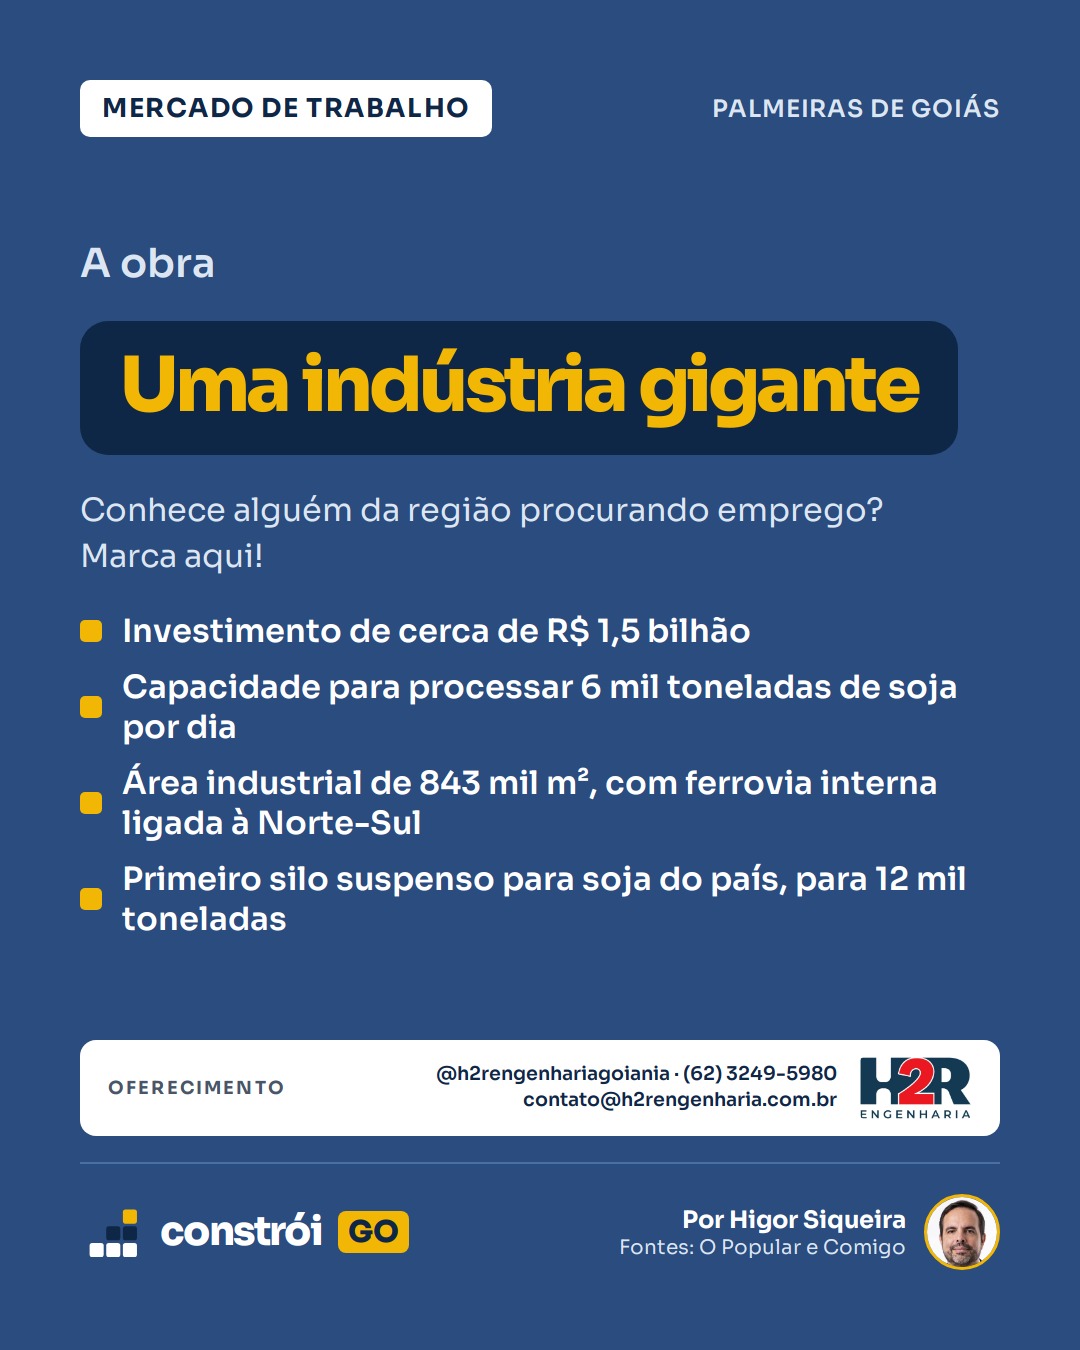 MERCADO DE TRABALHO
PALMEIRAS DE GOIÁS
A obra
Uma indústria gigante
Conhece alguém da região procurando emprego?
Marca aqui!
Investimento de cerca de R$ 1,5 bilhão
Capacidade para processar 6 mil toneladas de soja
por dia
Área industrial de 843 mil m², com ferrovia interna
ligada à Norte-Sul
Primeiro silo suspenso para soja do país, para 12 mil
toneladas
OFERECIMENTO
@h2rengenhariagoiania · (62) 3249-5980
contato@h2rengenharia.com.br
H2R
ENGENHARIA
constrói GO
Por Higor Siqueira
Fontes: O Popular e Comigo